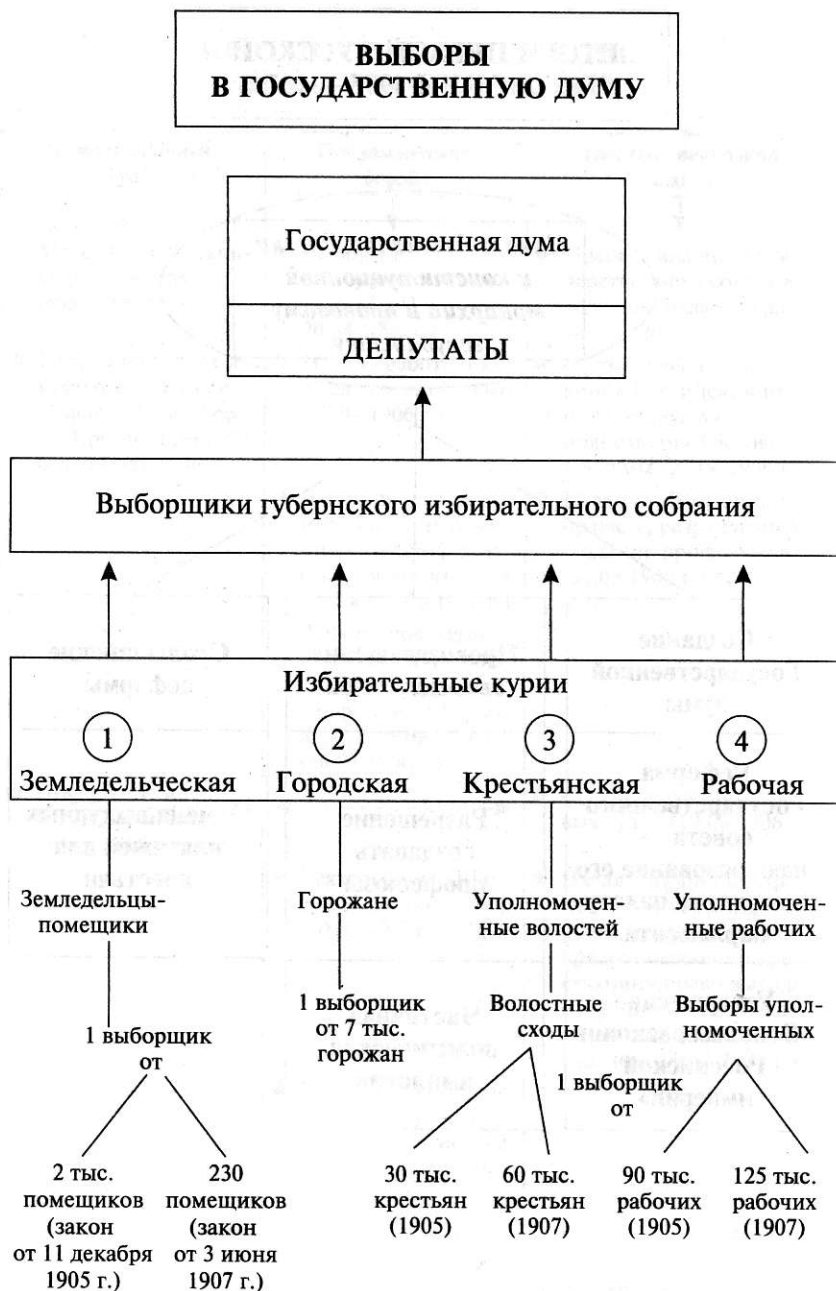 ВЫБОРЫ
В ГОСУДАРСТВЕННУЮ ДУМУ
Государственная дума
ДЕПУТАТЫ
Выборщики губернского избирательного собрания
Избирательные курии
1
2
3
4
Земледельческая
Городская
Крестьянская
Рабочая
Земледельцы-
помещики
Горожане
Уполномочен-
ные волостей
Уполномочен-
ные рабочих
1 выборщик
от
1 выборщик
от 7 тыс.
горожан
Волостные
сходы
Выборы упол-
номоченных
1 выборщик
от
2 тыс.
помещиков
(закон
от 11 декабря
1905 г.)
230
помещиков
(закон
от 3 июня
1907 г.)
30 тыс.
крестьян
(1905)
60 тыс.
крестьян
(1907)
90 тыс.
рабочих
(1905)
125 тыс.
рабочих
(1907)